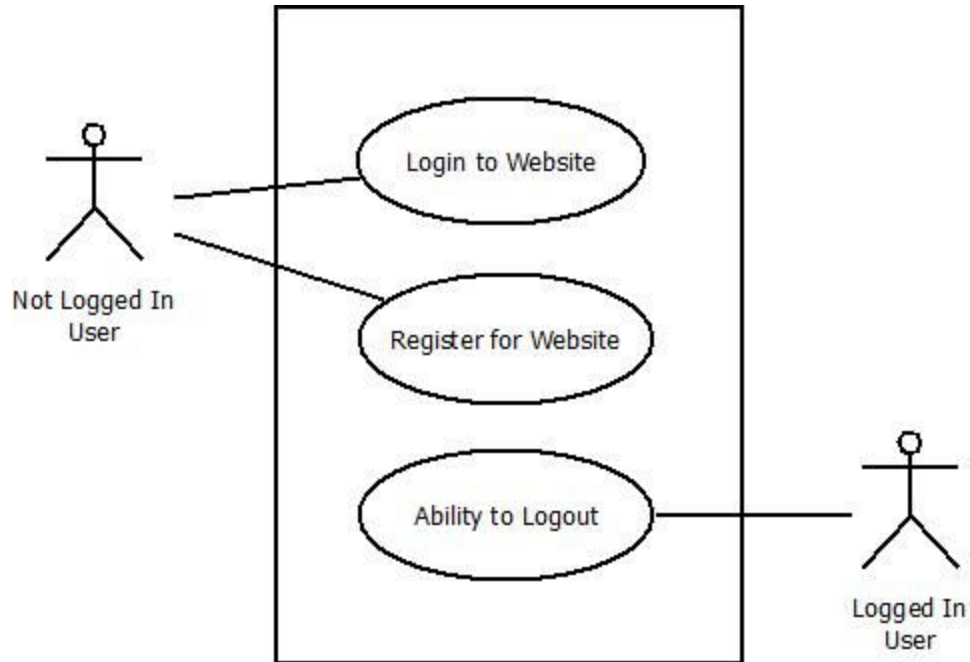 Login to Website
Not Logged In
User
Register for Website
Ability to Logout
Logged In
User